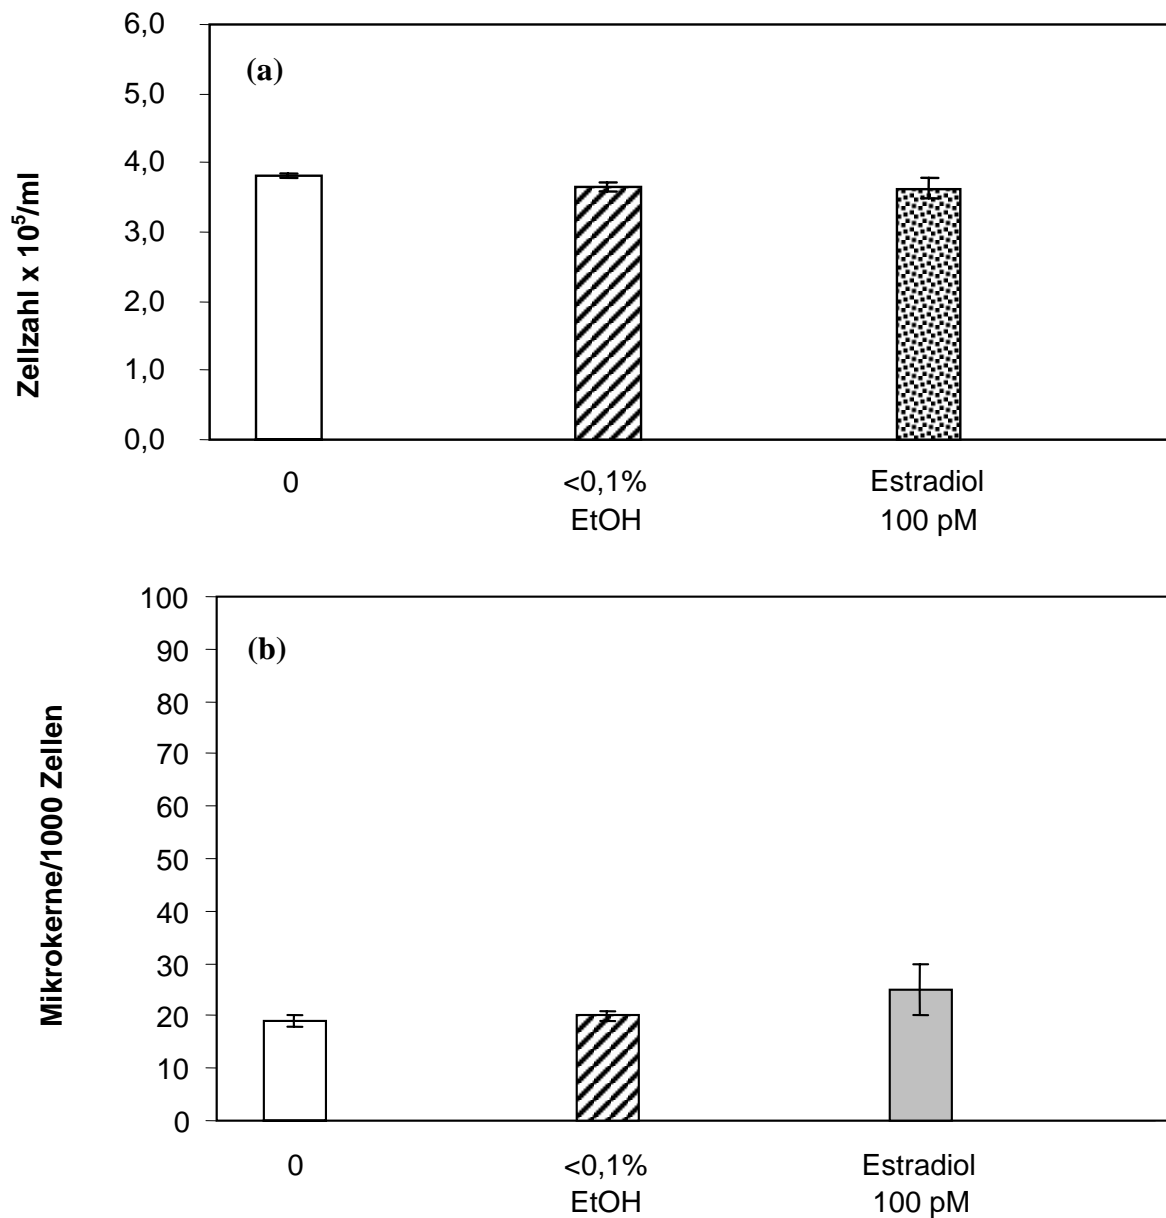 6,0
(a)
5,0
4,0
3,0
2,0
1,0
0,0
Zellzahl x 10⁵/ml
0
<0,1%
EtOH
Estradiol
100 pM
100
(b)
90
80
70
60
50
40
30
20
10
0
Mikrokerne/1000 Zellen
0
<0,1%
EtOH
Estradiol
100 pM